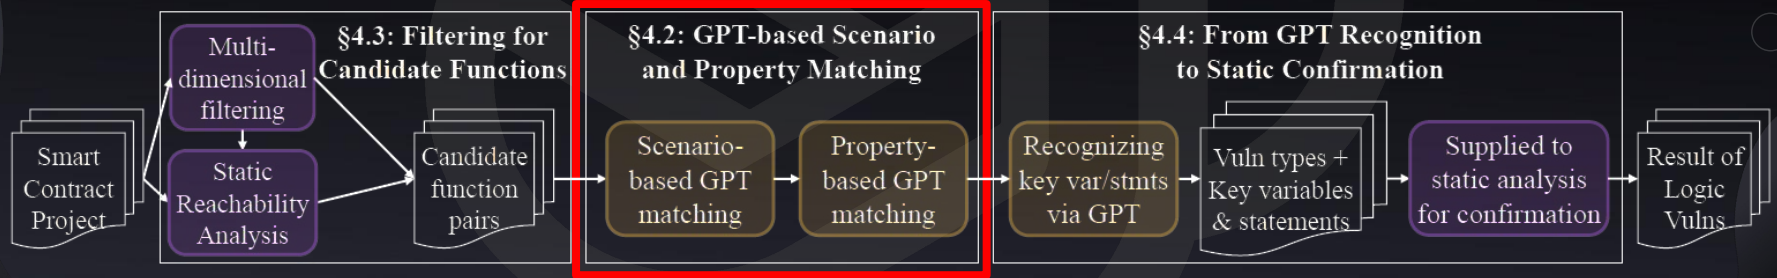 Smart
Contract
Project
§4.3: Filtering for
Candidate Functions
Multi-
dimensional
filtering
Static
Reachability
Analysis
Candidate
function
pairs
§4.2: GPT-based Scenario
and Property Matching
Scenario-
based GPT
matching
Property-
based GPT
matching
§4.4: From GPT Recognition
to Static Confirmation
Recognizing
key var/stmts
via GPT
Vuln types +
Key variables
& statements
Supplied to
static analysis
for confirmation
Result of
Logic
Vulns